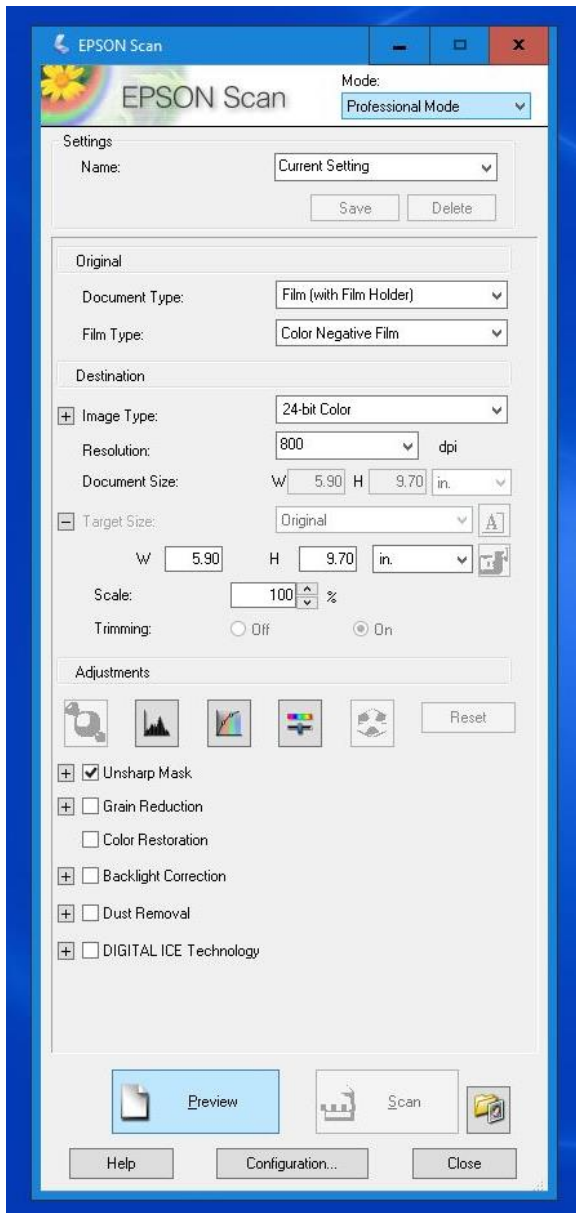 EPSON Scan
EPSON Scan
Mode:
Professional Mode
Settings
Name: Current Setting
Save Delete
Original
Document Type: Film (with Film Holder)
Film Type: Color Negative Film
Destination
Image Type: 24-bit Color
Resolution: 800 dpi
Document Size: W 5.90 H 9.70 in.
Target Size: Original A
W 5.90 H 9.70 in.
Scale: 100 %
Trimming: Off On
Adjustments
Reset
Unsharp Mask
Grain Reduction
Color Restoration
Backlight Correction
Dust Removal
DIGITAL ICE Technology
Preview Scan
Help Configuration... Close